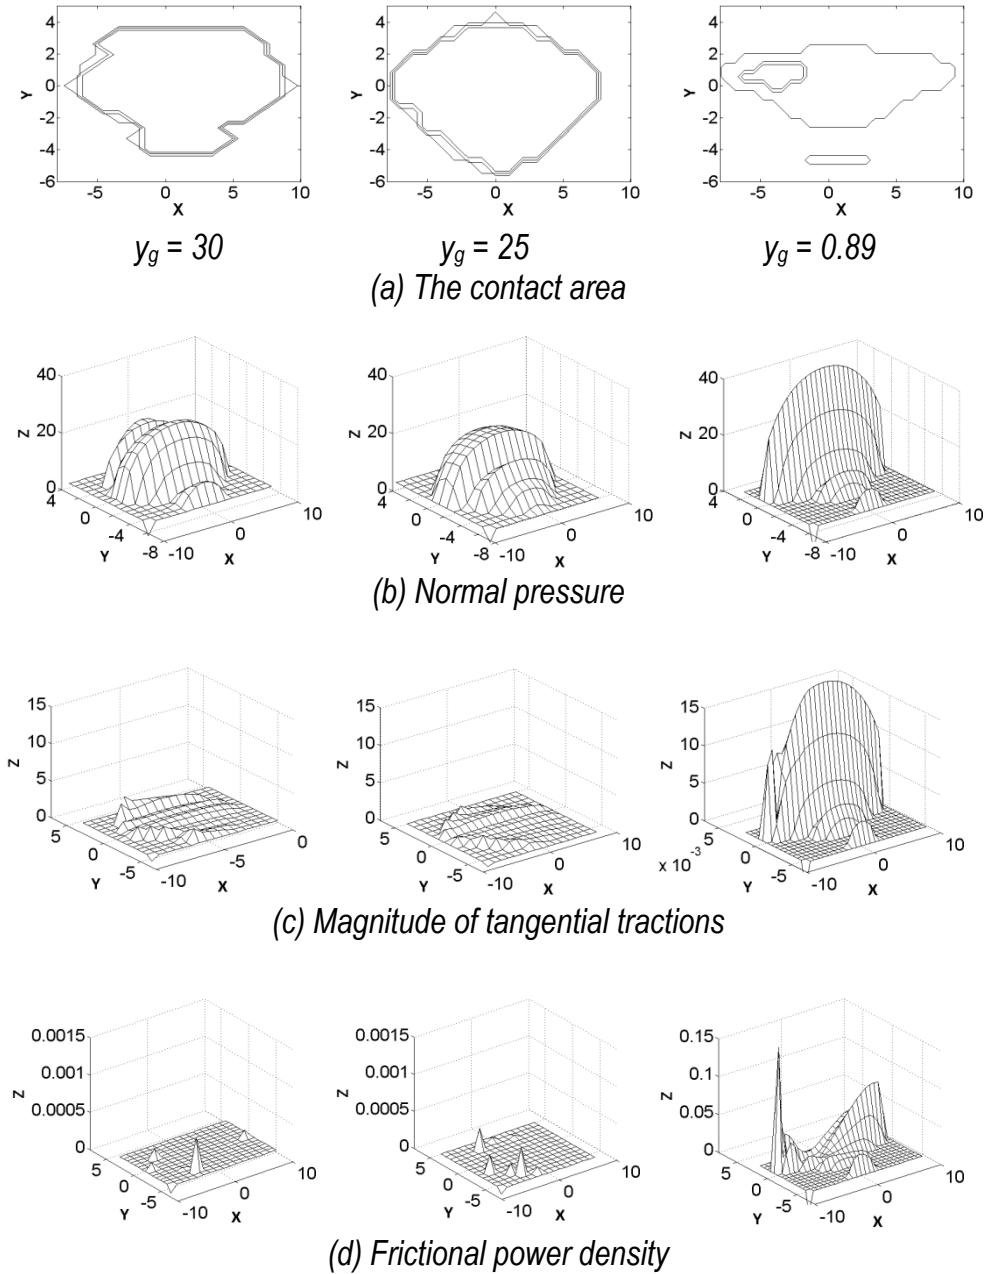 4
2
0
-2
-4
-6
Y
-5 0 5 10
X
4
2
0
-2
-4
-6
Y
-5 0 5 10
X
4
2
0
-2
-4
-6
Y
-5 0 5 10
X
y_g = 30
y_g = 25
y_g = 0.89
(a) The contact area
40
20
0
Z
4 0 -4 -8
Y
-10 0 10
X
40
20
0
Z
4 0 -4 -8
Y
-10 0 10
X
40
20
0
Z
4 0 -4 -8
Y
-10 0 10
X
(b) Normal pressure
15
10
5
0
Z
5 0 -5
Y
-10 -5 0
X
15
10
5
0
Z
5 0 -5
Y
-10 0 10
X
15
10
5
0
Z
5 0 -5
Y
-10 0 10
X
x 10^-3
(c) Magnitude of tangential tractions
0.0015
0.001
0.0005
0
Z
5 0 -5
Y
-10 0 10
X
0.0015
0.001
0.0005
0
Z
5 0 -5
Y
-10 0 10
X
0.15
0.1
0.05
0
Z
5 0 -5
Y
-10 0 10
X
(d) Frictional power density